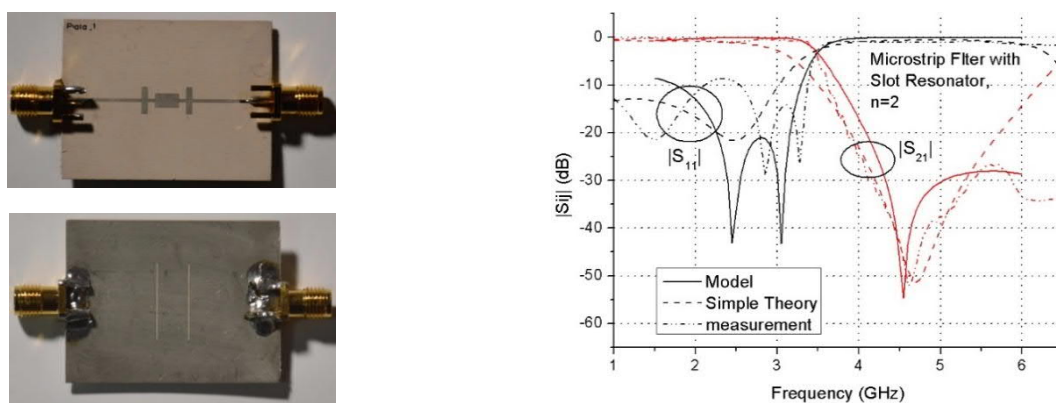 Pala_1
0
-10
-20
-30
-40
-50
-60
|Sij| (dB)
Microstrip Flter with
Slot Resonator,
n=2
|S11|
|S21|
Model
Simple Theory
measurement
1 2 3 4 5 6
Frequency (GHz)